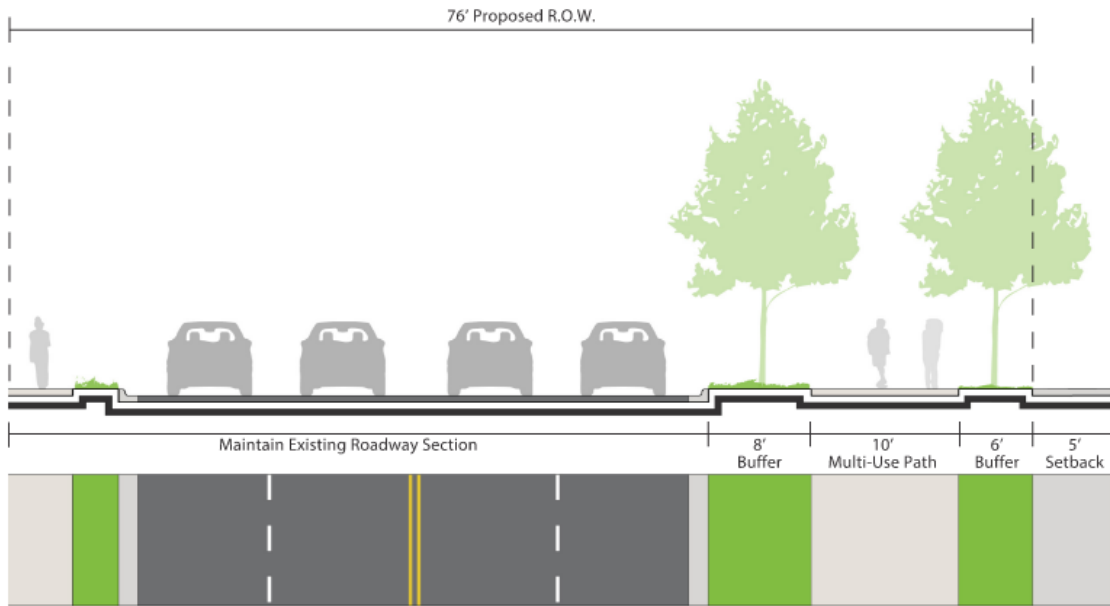 76’ Proposed R.O.W.
Maintain Existing Roadway Section
8’
Buffer
10’
Multi-Use Path
6’
Buffer
5’
Setback